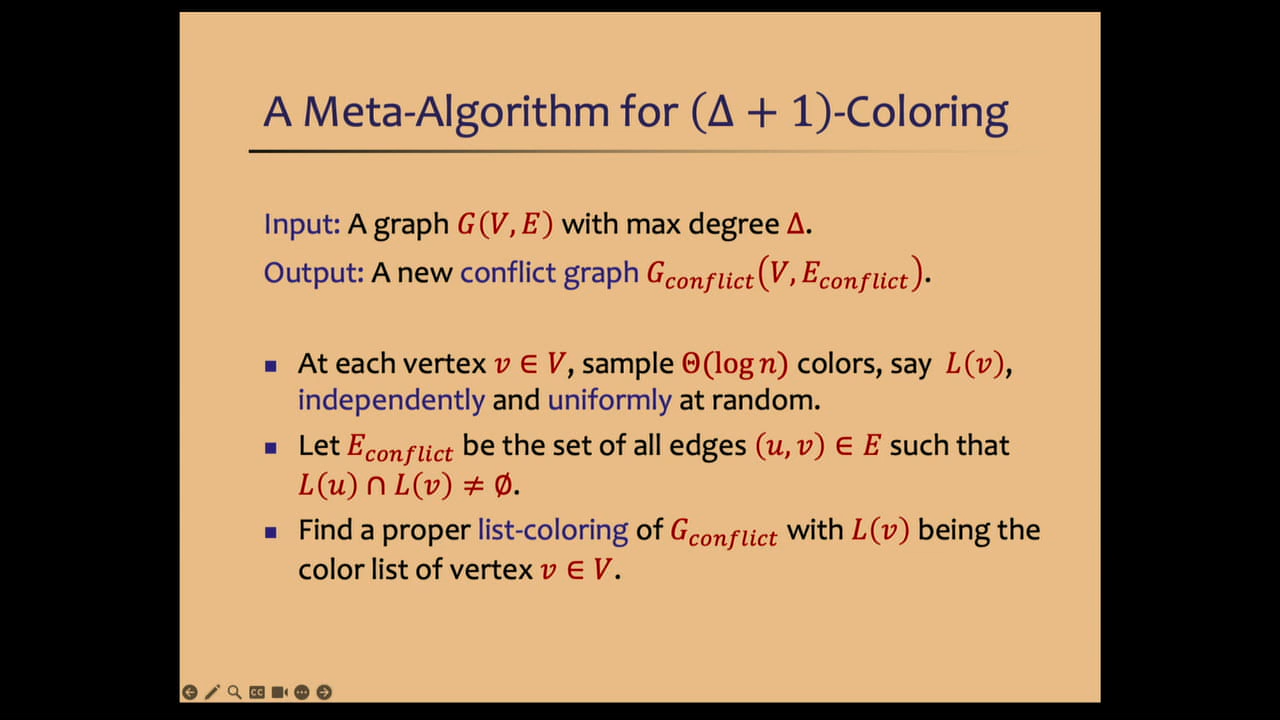 A Meta-Algorithm for (Δ + 1)-Coloring
Input: A graph G(V, E) with max degree Δ.
Output: A new conflict graph G_conflict(V, E_conflict).
▪ At each vertex v ∈ V, sample Θ(log n) colors, say L(v),
independently and uniformly at random.
▪ Let E_conflict be the set of all edges (u, v) ∈ E such that
L(u) ∩ L(v) ≠ ∅.
▪ Find a proper list-coloring of G_conflict with L(v) being the
color list of vertex v ∈ V.
CC